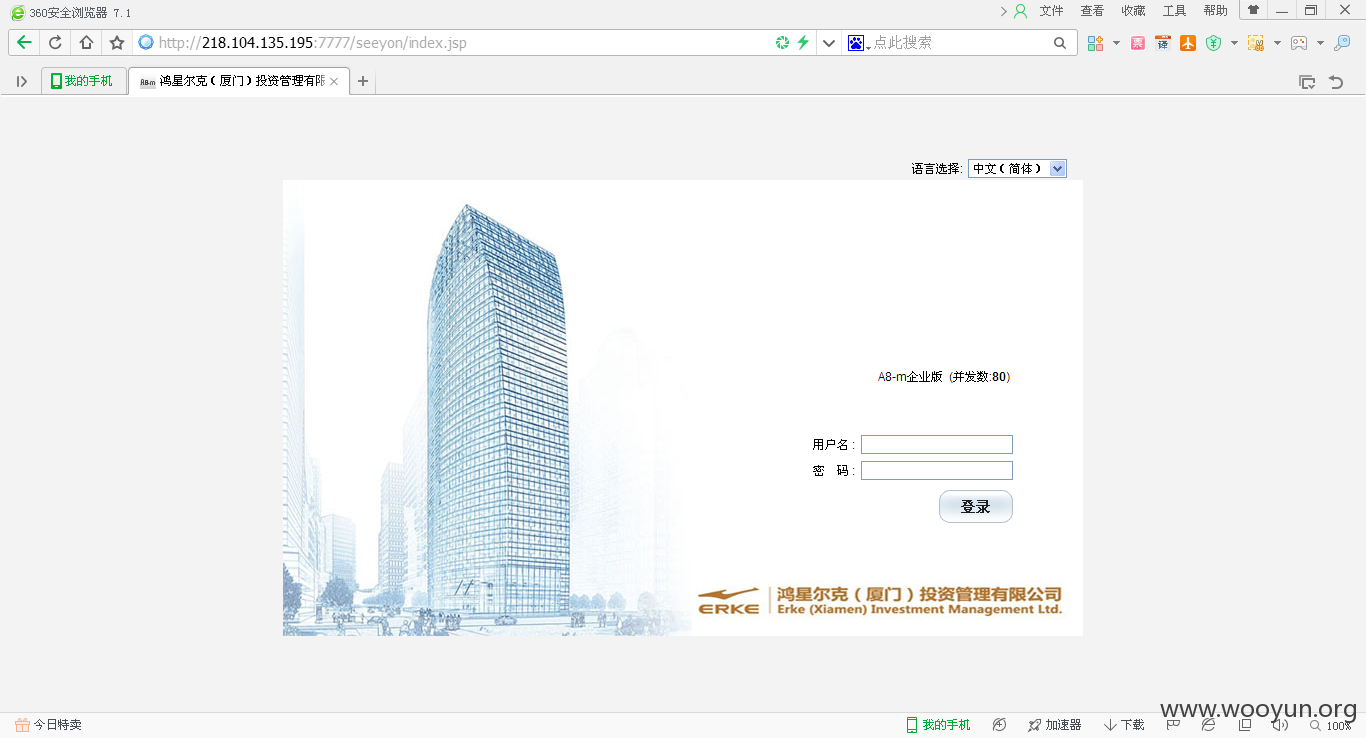 360安全浏览器 7.1
文件 查看 收藏 工具 帮助
http://218.104.135.195:7777/seeyon/index.jsp
点此搜索
我的手机
A8-m 鸿星尔克（厦门）投资管理有限
语言选择: 中文（简体）
A8-m企业版 (并发数:80)
用户名：
密 码：
登录
ERKE
鸿星尔克（厦门）投资管理有限公司
Erke (Xiamen) Investment Management Ltd.
www.wooyun.org
今日特卖
我的手机
加速器
下载
100%